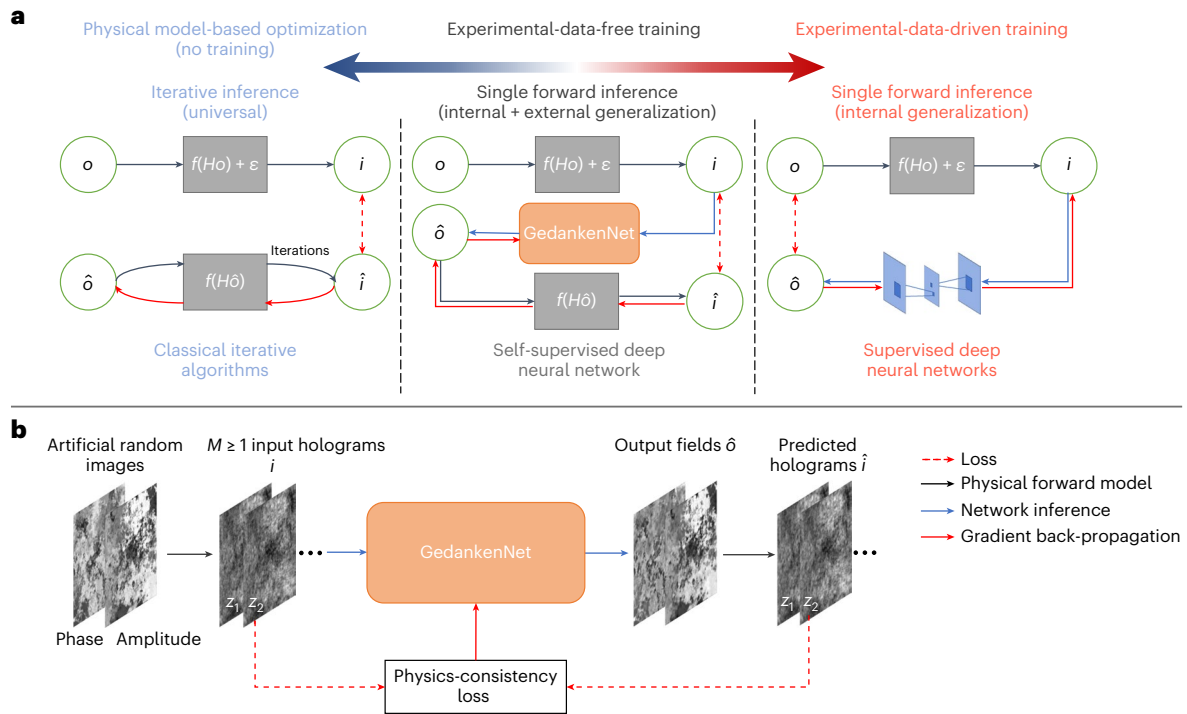 a
Physical model-based optimization
(no training)
Experimental-data-free training
Experimental-data-driven training
Iterative inference
(universal)
Single forward inference
(internal + external generalization)
Single forward inference
(internal generalization)
o
f(Ho) + ε
i
o
f(Ho) + ε
i
o
f(Ho) + ε
i
ô
GedankenNet
ô
Iterations
f(Hô)
î
f(Hô)
î
ô
Classical iterative
algorithms
Self-supervised deep
neural network
Supervised deep
neural networks
b
Artificial random
images
M ≥ 1 input holograms
i
Output fields ô
Predicted
holograms î
Loss
Physical forward model
Network inference
Gradient back-propagation
GedankenNet
z1 z2
z1 z2
Phase Amplitude
Physics-consistency
loss